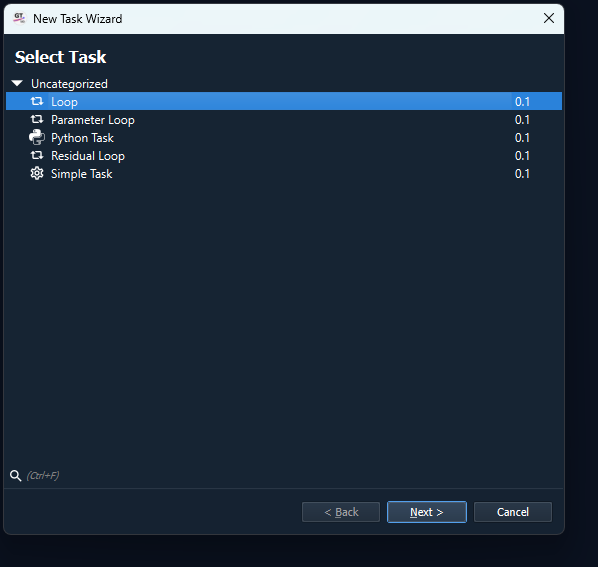 GT New Task Wizard
Select Task
Uncategorized
Loop 0.1
Parameter Loop 0.1
Python Task 0.1
Residual Loop 0.1
Simple Task 0.1
(Ctrl+F)
< Back Next > Cancel